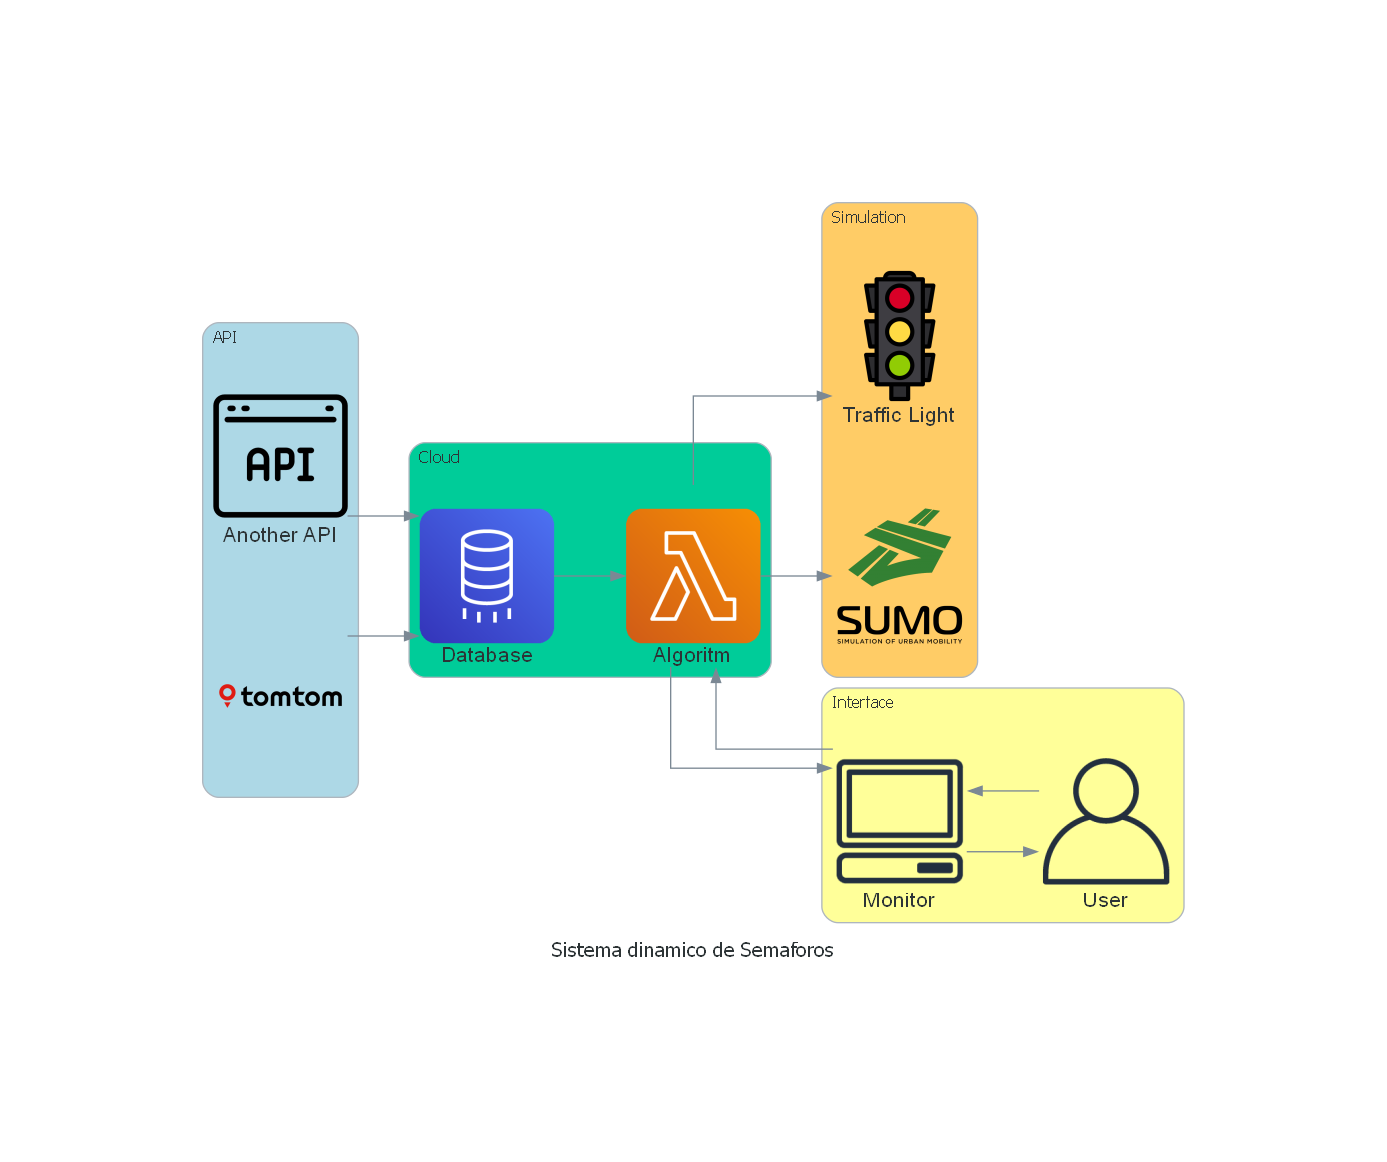 Simulation
Traffic Light
SUMO
SIMULATION OF URBAN MOBILITY
API
API
Another API
tomtom
Cloud
Database
Algoritm
Interface
Monitor
User
Sistema dinamico de Semaforos